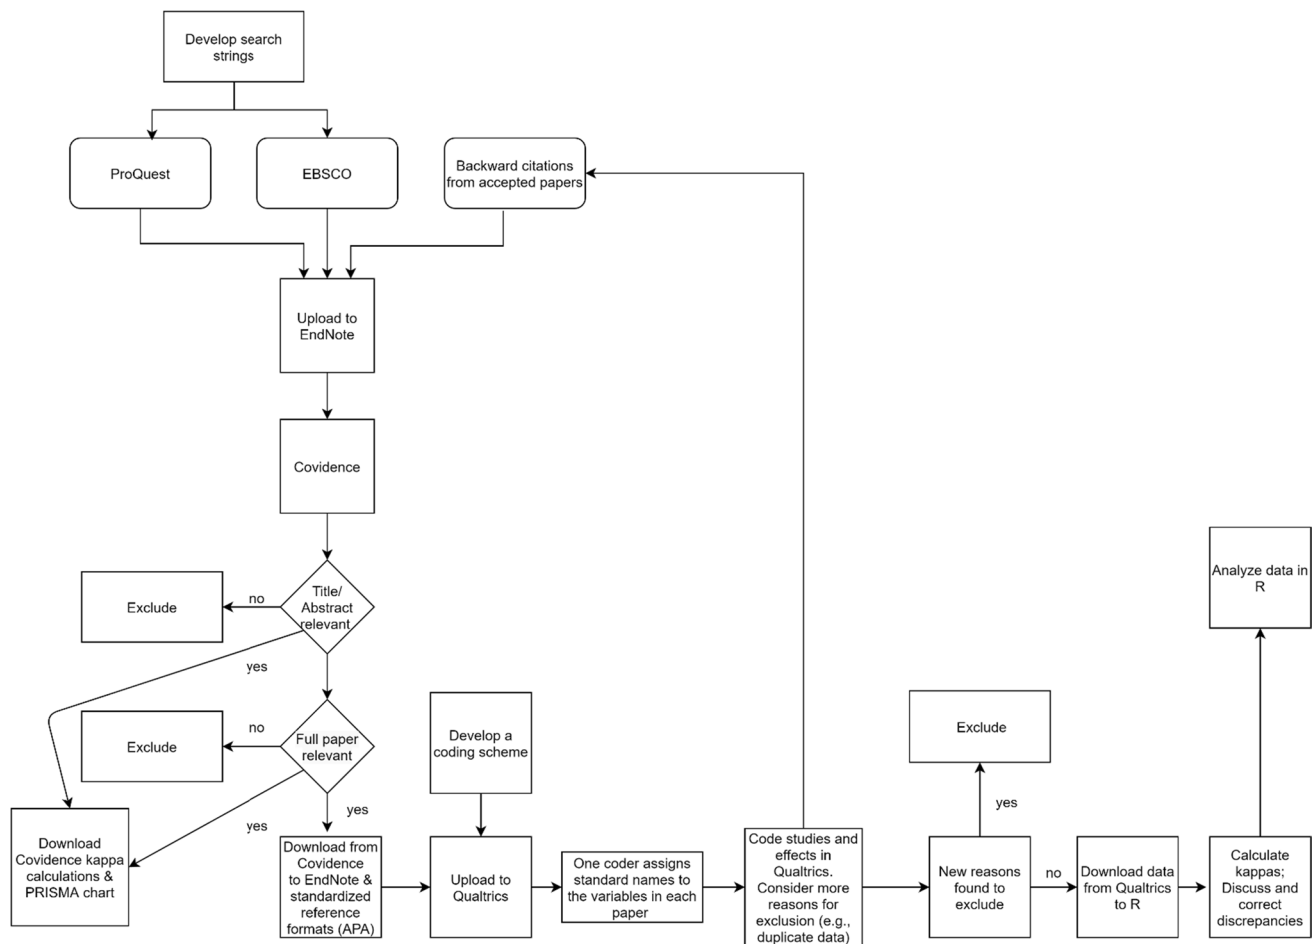 Develop search
strings
ProQuest
EBSCO
Backward citations
from accepted papers
Upload to
EndNote
Covidence
Title/
Abstract
relevant
no
Exclude
yes
Full paper
relevant
no
Exclude
yes
yes
Download
Covidence kappa
calculations &
PRISMA chart
Download from
Covidence
to EndNote &
standardized
reference
formats (APA)
Develop a
coding scheme
Upload to
Qualtrics
One coder assigns
standard names to
the variables in each
paper
Code studies and
effects in
Qualtrics.
Consider more
reasons for
exclusion (e.g.,
duplicate data)
New reasons
found to
exclude
yes
Exclude
no
Download data
from Qualtrics
to R
Calculate
kappas;
Discuss and
correct
discrepancies
Analyze data in
R